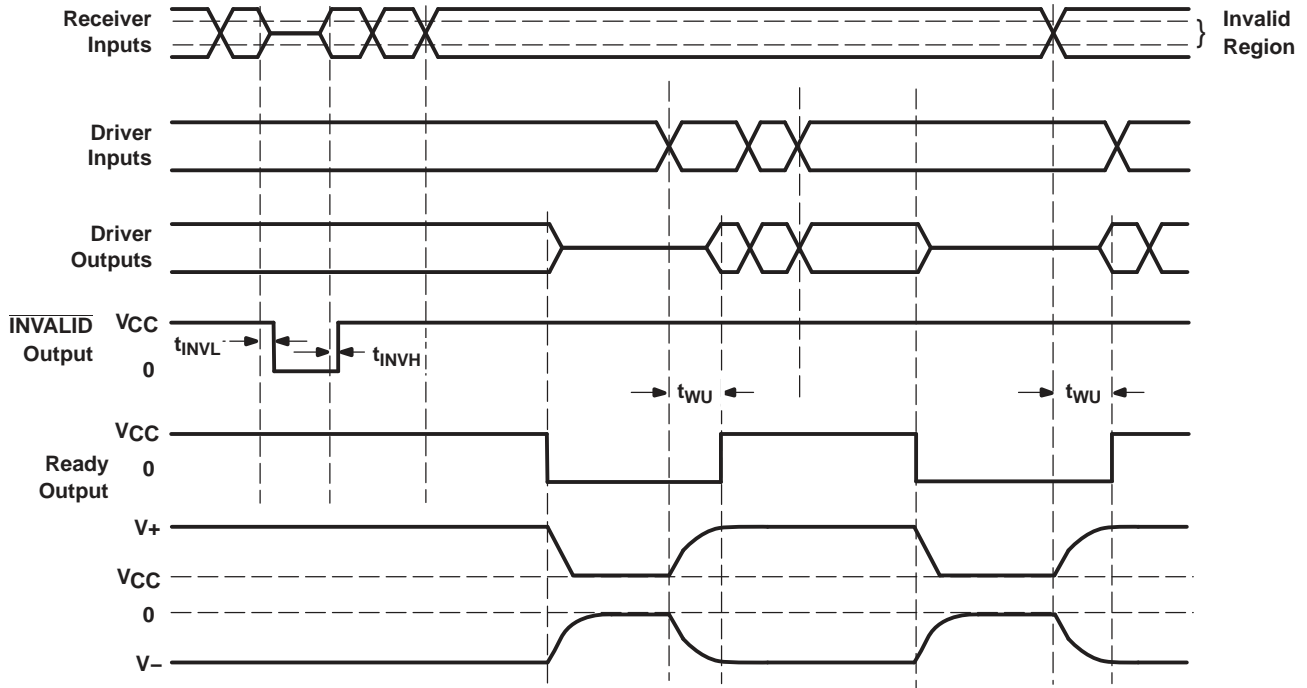 Receiver
Inputs
}
Invalid
Region
Driver
Inputs
Driver
Outputs
INVALID
Output
VCC
0
tINVL
tINVH
tWU
tWU
Ready
Output
VCC
0
V+
VCC
0
V−